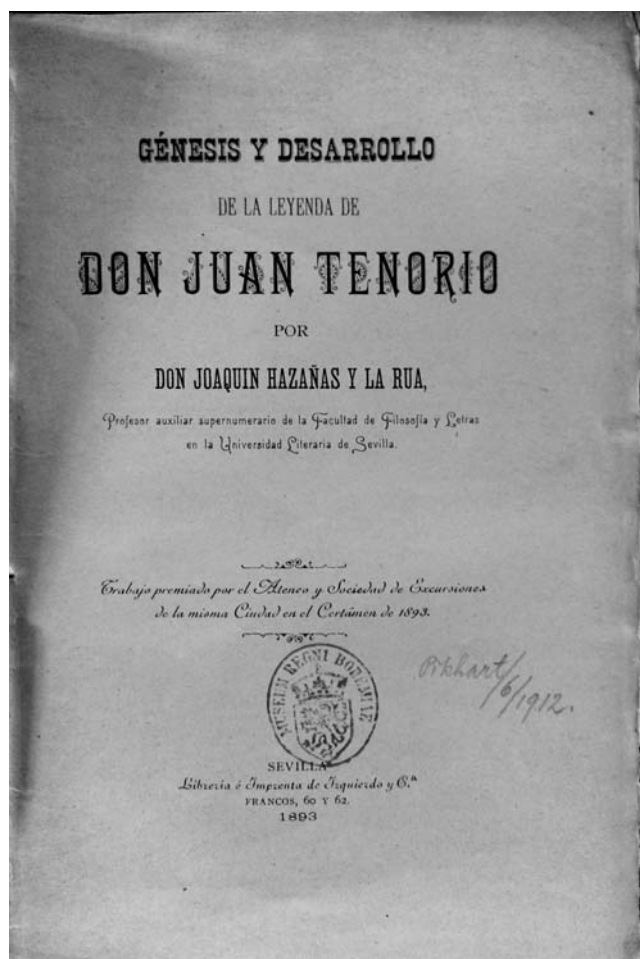 GÉNESIS Y DESARROLLO
DE LA LEYENDA DE
DON JUAN TENORIO
POR
DON JOAQUIN HAZAÑAS Y LA RUA,
Profesor auxiliar supernumerario de la Facultad de Filosofía y Letras
en la Universidad Literaria de Sevilla.
Trabajo premiado por el Ateneo y Sociedad de Excursiones
de la misma Ciudad en el Certámen de 1893.
MUSEUM REGNI BOHEMIAE
/6/1912.
SEVILLA
Librería é Imprenta de Izquierdo y C.ª
FRANCOS, 60 Y 62.
1893